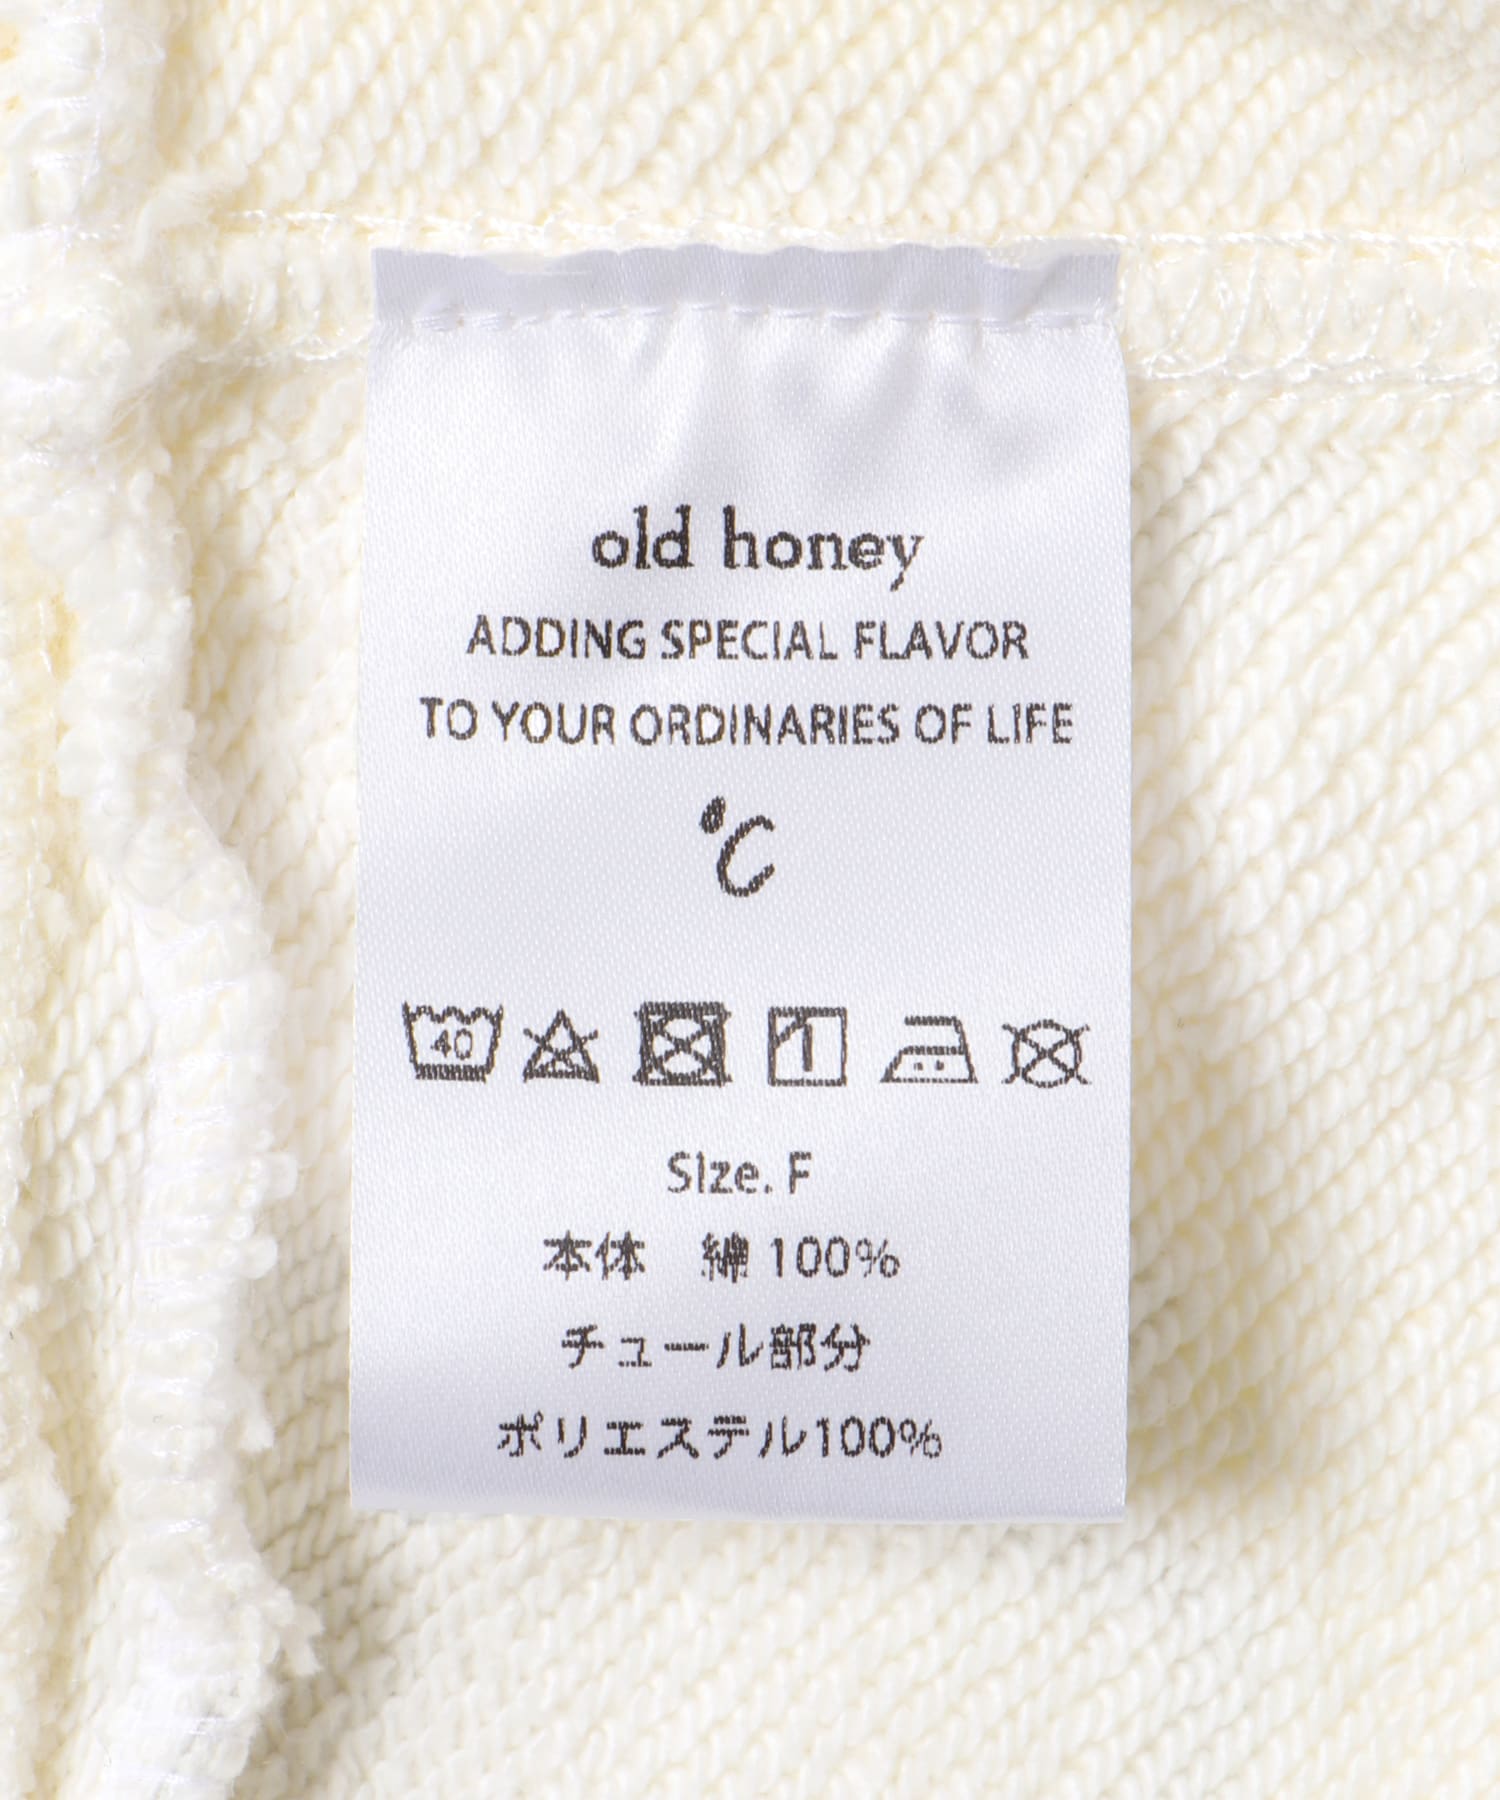 old honey
ADDING SPECIAL FLAVOR
TO YOUR ORDINARIES OF LIFE
℃
40
Size. F
本体　綿 100%
チュール部分
ポリエステル100%